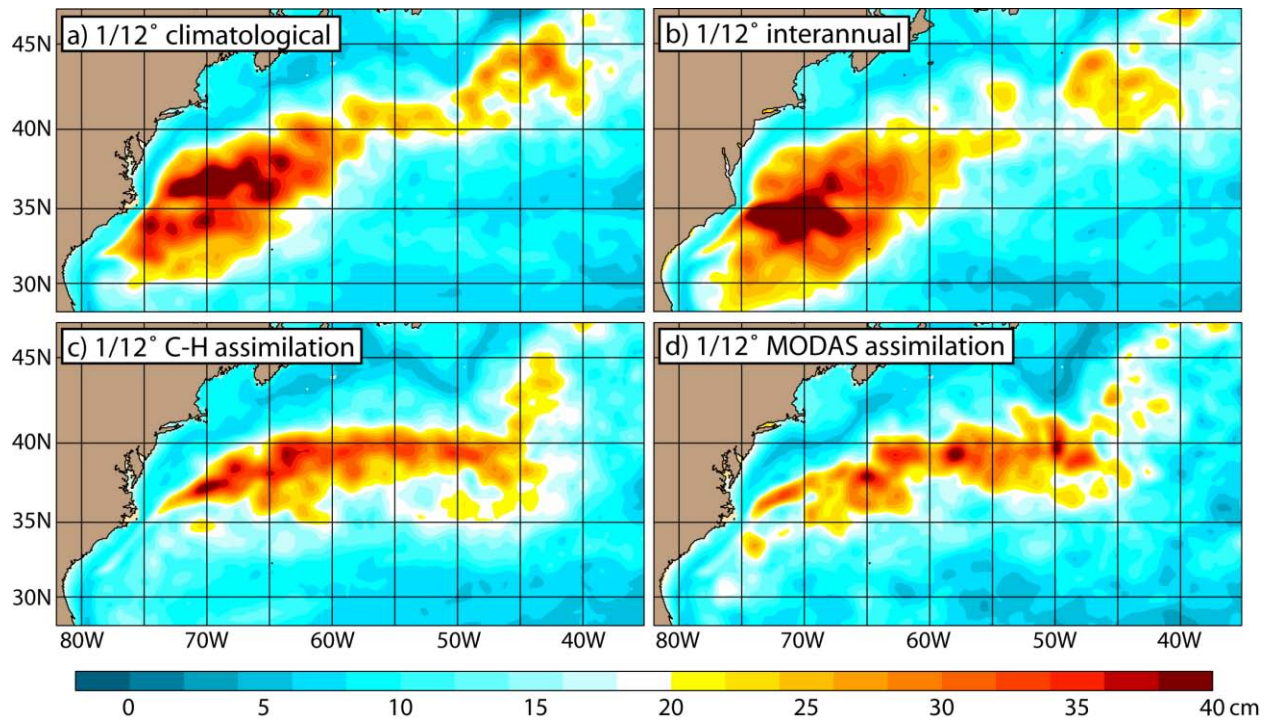 a) 1/12° climatological
b) 1/12° interannual
45N
40N
35N
30N
c) 1/12° C-H assimilation
d) 1/12° MODAS assimilation
45N
40N
35N
30N
80W 70W 60W 50W 40W 80W 70W 60W 50W 40W
0 5 10 15 20 25 30 35 40 cm